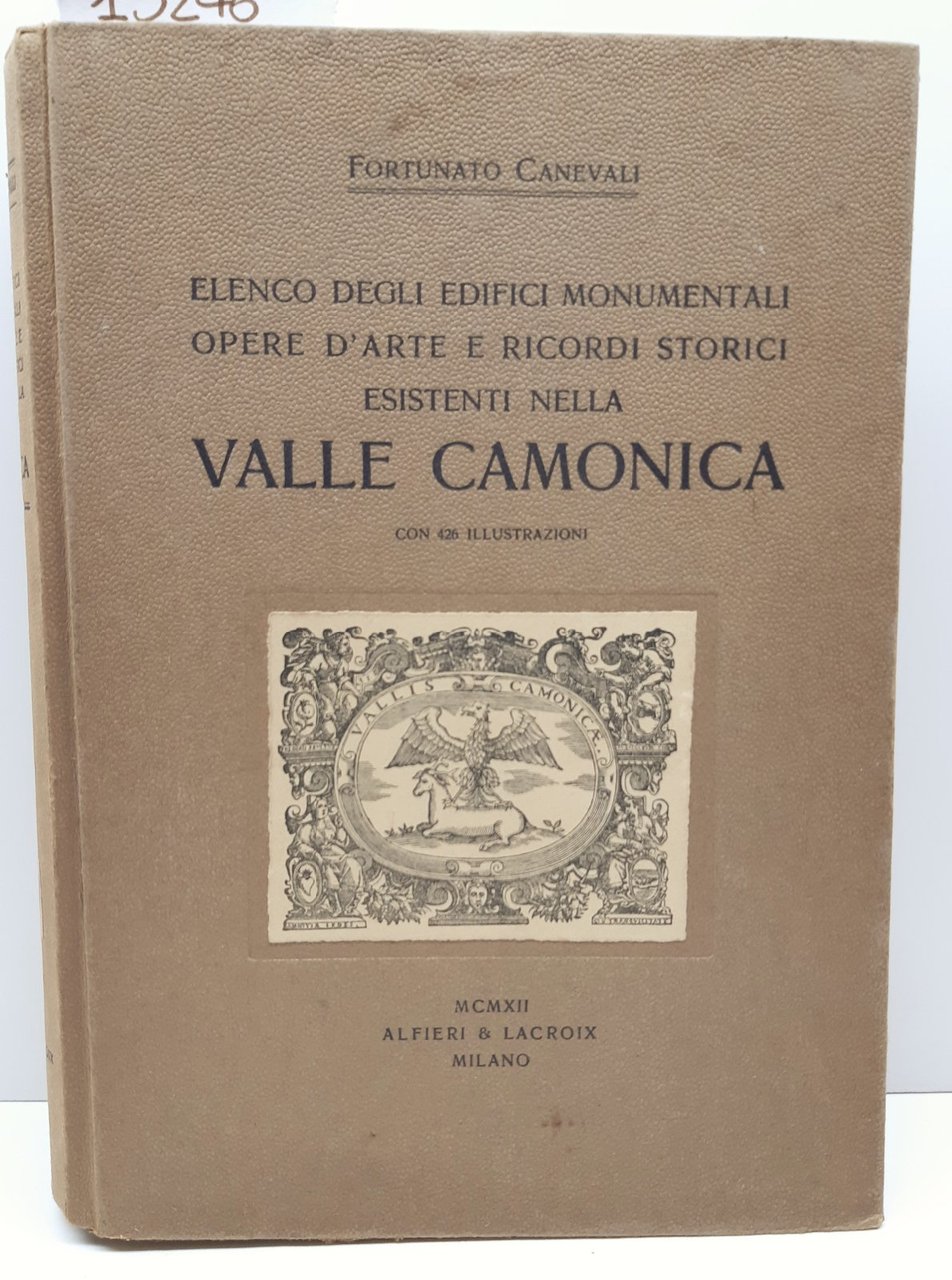 15246
FORTUNATO CANEVALI
ELENCO DEGLI EDIFICI MONUMENTALI
OPERE D'ARTE E RICORDI STORICI
ESISTENTI NELLA
VALLE CAMONICA
CON 426 ILLUSTRAZIONI
VALLIS CAMONICÆ
MCMXII
ALFIERI & LACROIX
MILANO